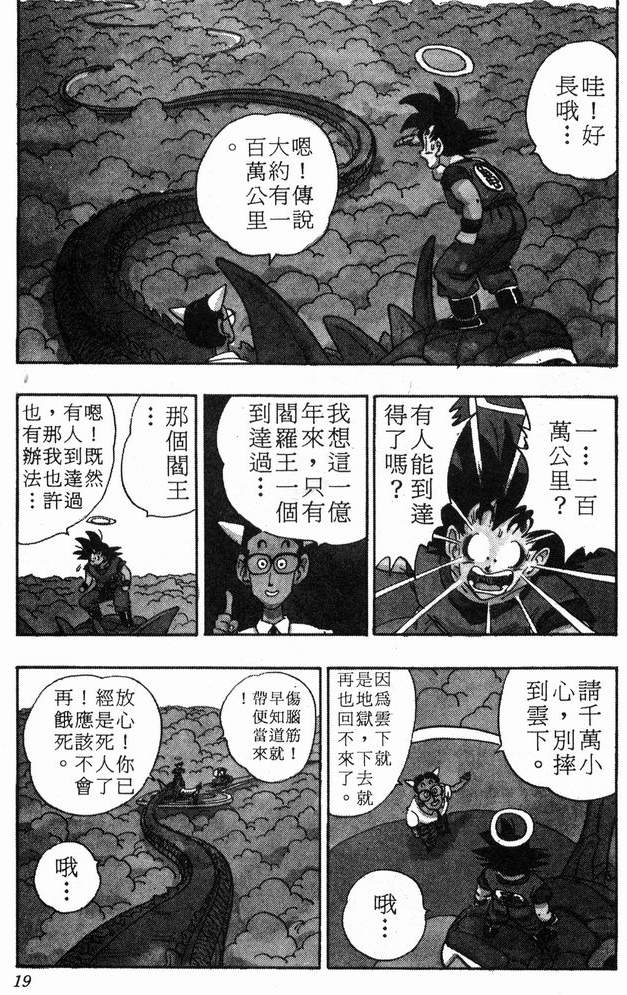 哇！好
長哦…
嗯！傳說
大約有一
百萬公里
。
一…一百
萬公里？
有人能到達
得了嗎？
我想這一億
年來，只有
閻羅王一個
到達過…
那個閻王
…
嗯！既然
有人到達過
，那我也許
也有辦法…
請千萬小
心，別摔
到雲下。
因為雲下就
是地獄，下去就
再也回不來了。
哦…
傷腦筋
早知道就
帶便當來
！
放心！你已
經是死人了
！應該不會
再餓死。
哦…
19